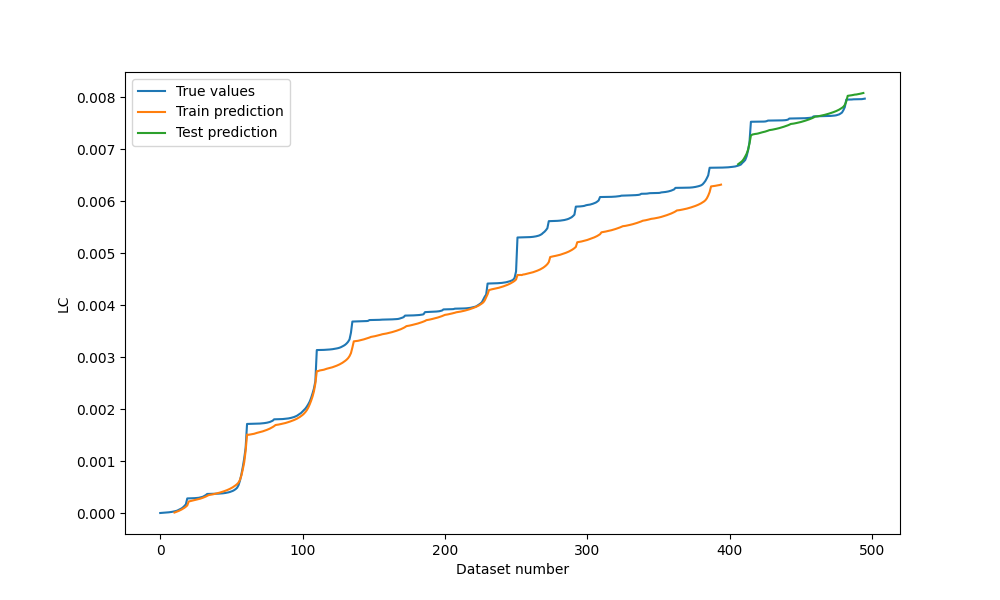 True values
Train prediction
Test prediction
0.008
0.007
0.006
0.005
0.004
0.003
0.002
0.001
0.000
LC
0 100 200 300 400 500
Dataset number